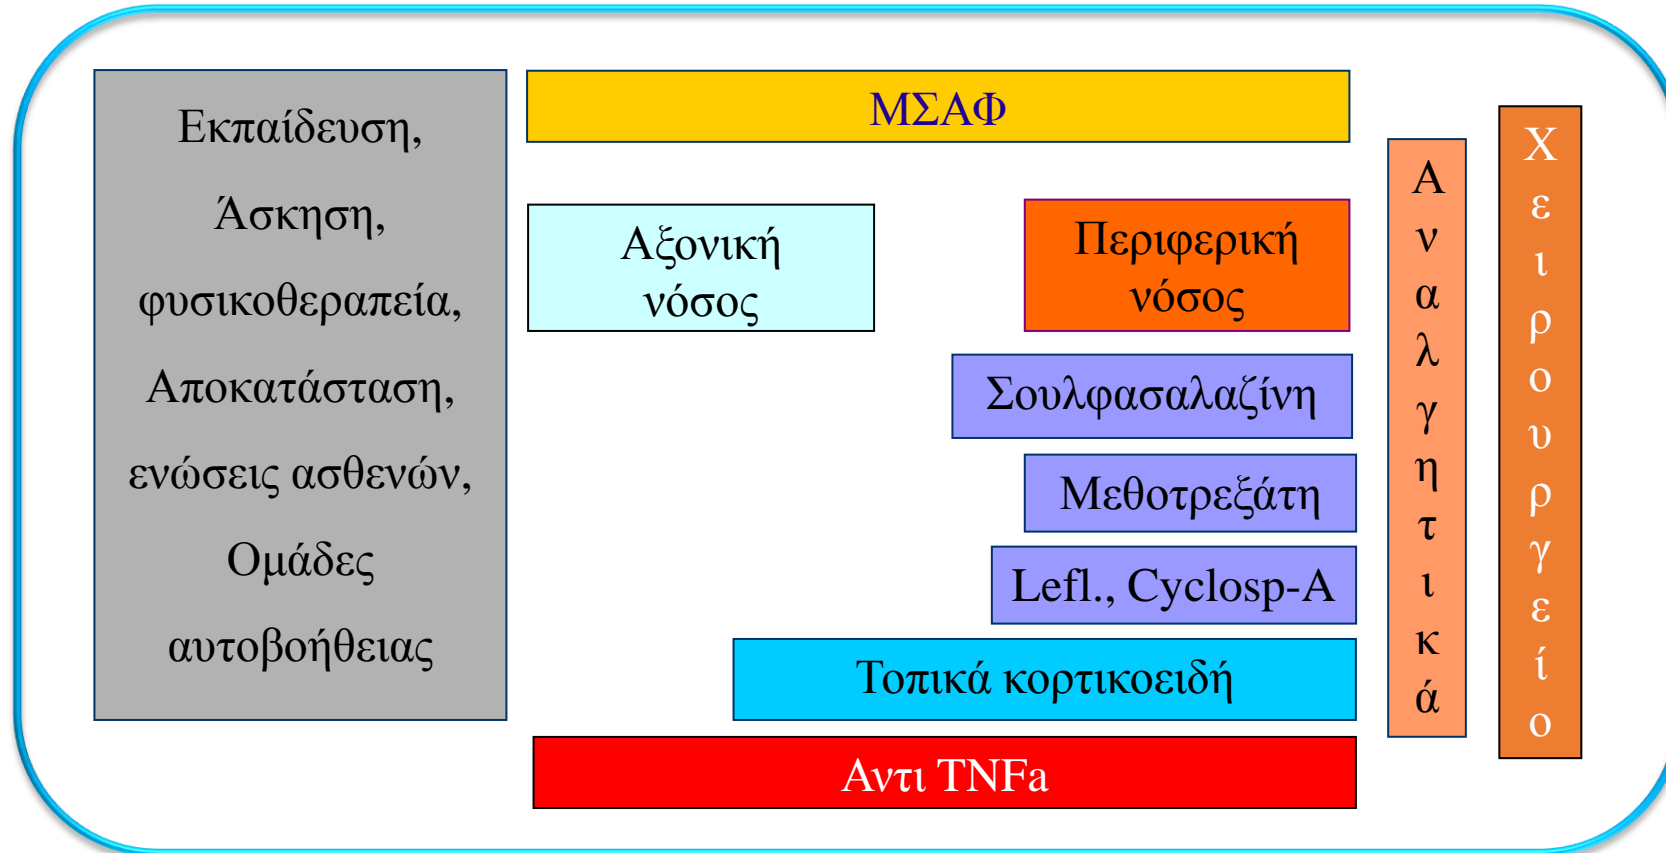 Εκπαίδευση,
Άσκηση,
φυσικοθεραπεία,
Αποκατάσταση,
ενώσεις ασθενών,
Ομάδες
αυτοβοήθειας
ΜΣΑΦ
Αξονική
νόσος
Περιφερική
νόσος
Σουλφασαλαζίνη
Μεθοτρεξάτη
Lefl., Cyclosp-A
Τοπικά κορτικοειδή
Αντι TNFa
Αναλγητικά
Χειρουργείο